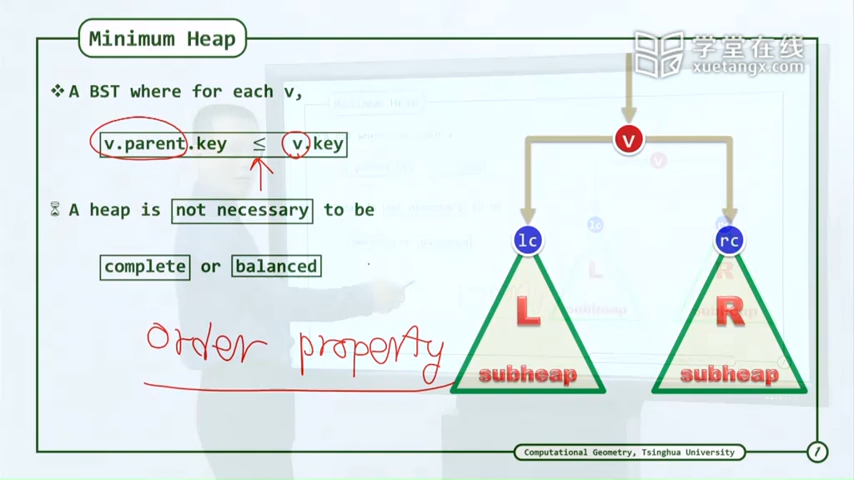 Minimum Heap
学堂在线
xuetangx.com
❖ A BST where for each v,
v.parent.key ≤ v.key
A heap is not necessary to be
complete or balanced
order property
v
lc
rc
L
R
subheap
subheap
Computational Geometry, Tsinghua University